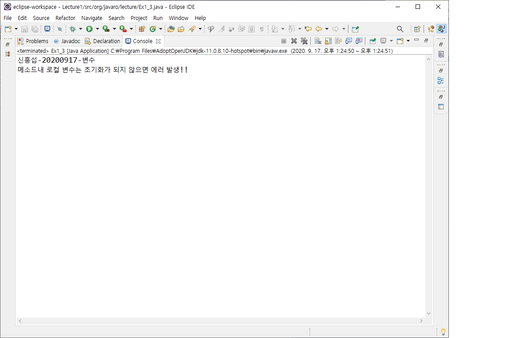 eclipse-workspace - Lecture1/src/org/javaro/lecture/Ex1_3.java - Eclipse IDE
File Edit Source Refactor Navigate Search Project Run Window Help
Problems Javadoc Declaration Console
<terminated> Ex1_3 [Java Application] C:₩Program Files₩AdoptOpenJDK₩jdk-11.0.8.10-hotspot₩bin₩javaw.exe (2020. 9. 17. 오후 1:24:50 – 오후 1:24:51)
신흥섭-20200917-변수
메소드내 로컬 변수는 초기화가 되지 않으면 에러 발생!!